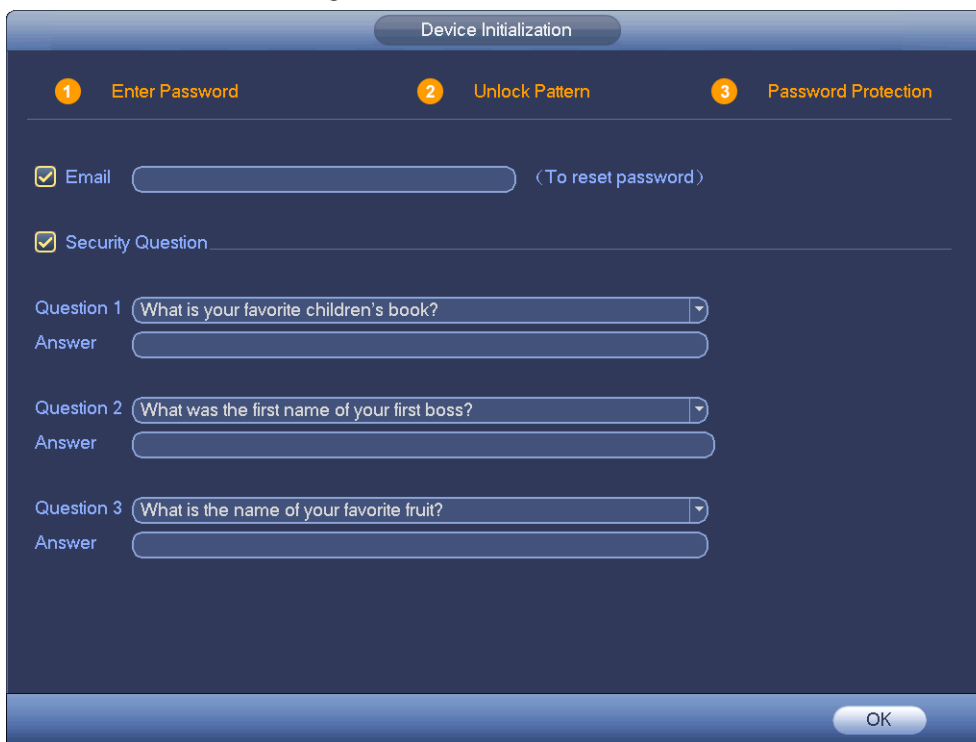 Device Initialization
1 Enter Password 2 Unlock Pattern 3 Password Protection
Email (To reset password)
Security Question
Question 1 What is your favorite children's book?
Answer
Question 2 What was the first name of your first boss?
Answer
Question 3 What is the name of your favorite fruit?
Answer
OK